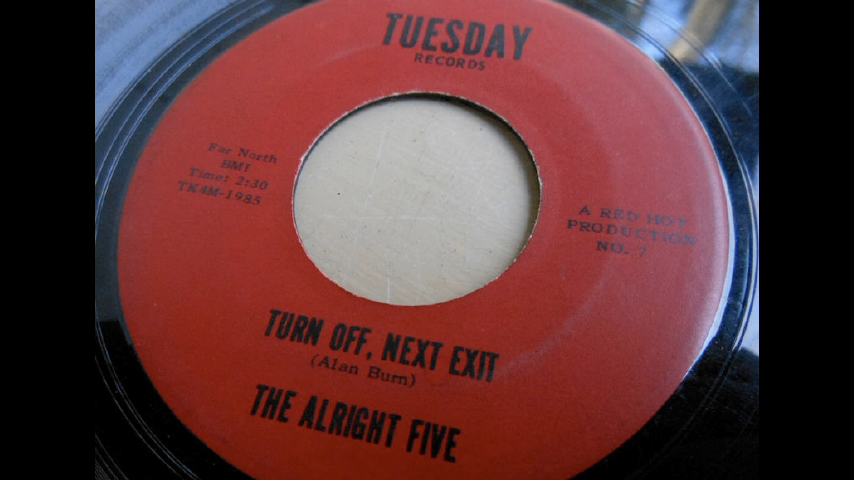 TUESDAY
RECORDS
Far North
BMI
Time: 2:30
TK4M-1985
A RED HOT
PRODUCTION
NO. 7
TURN OFF, NEXT EXIT
(Alan Burn)
THE ALRIGHT FIVE